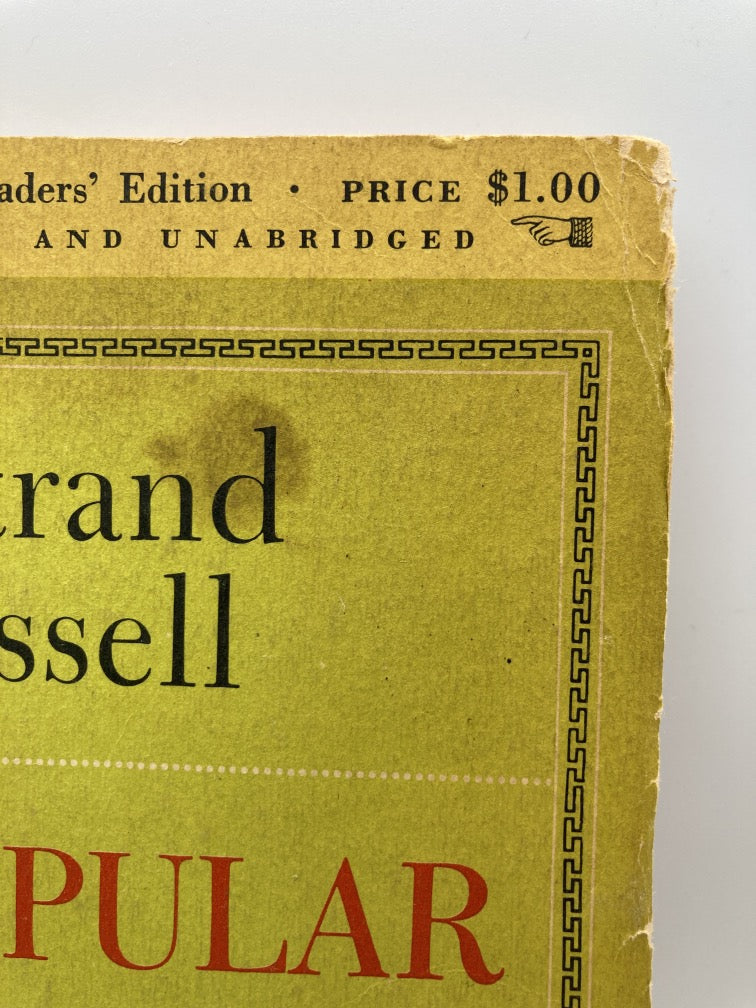 aders’ Edition • PRICE $1.00
AND UNABRIDGED
trand
ssell
PULAR